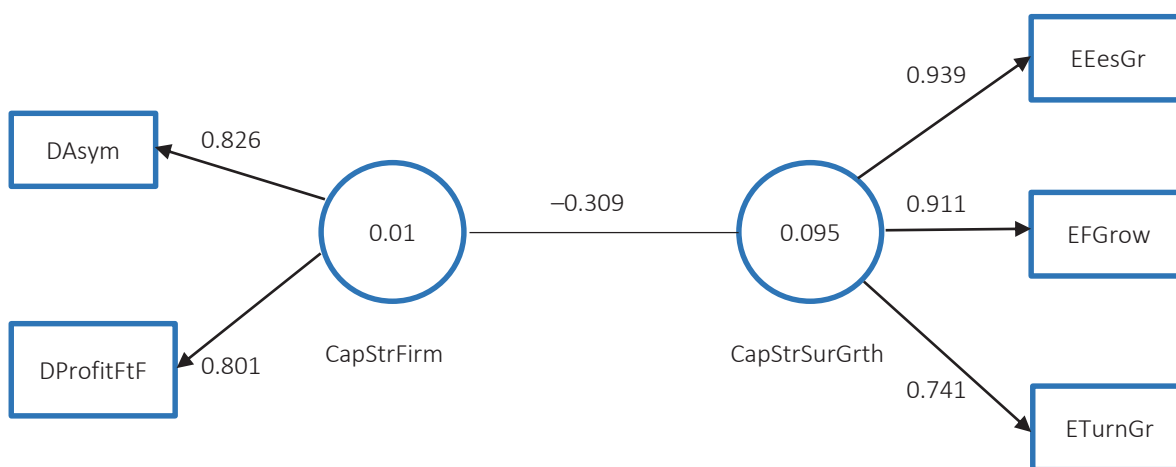 EEesGr
0.939
DAsym
0.826
–0.309
0.911
0.01
0.095
EFGrow
CapStrFirm
CapStrSurGrth
DProfitFtF
0.801
0.741
ETurnGr